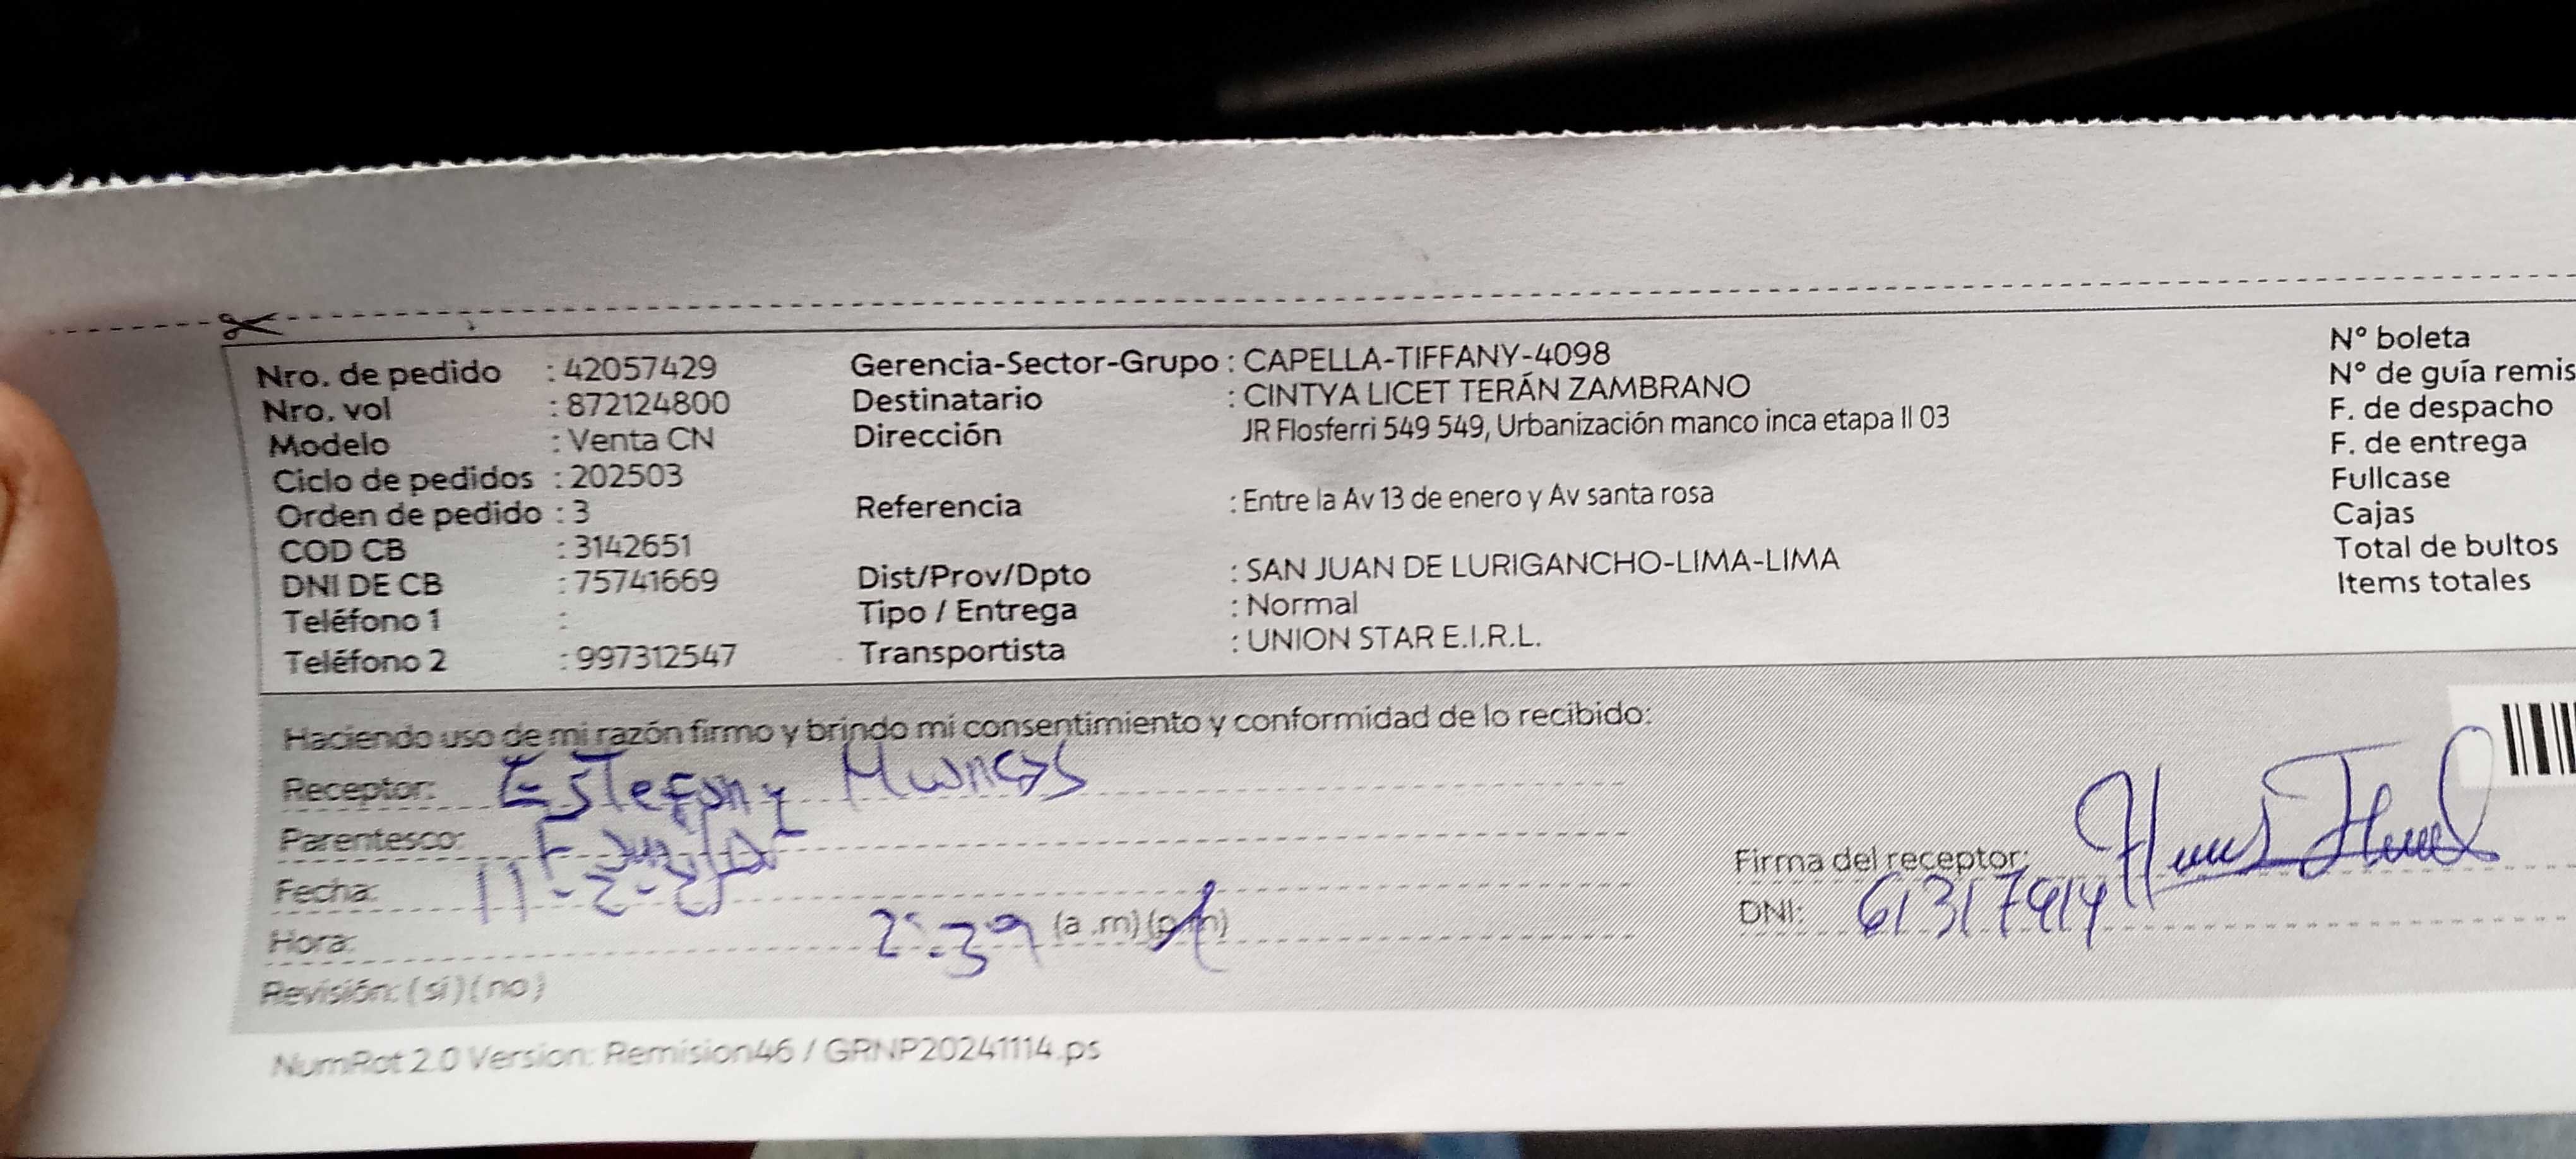 Nro. de pedido : 42057429
Nro. vol : 872124800
Modelo : Venta CN
Ciclo de pedidos : 202503
Orden de pedido : 3
COD CB : 3142651
DNI DE CB : 75741669
Teléfono 1 :
Teléfono 2 : 997312547
Gerencia-Sector-Grupo : CAPELLA-TIFFANY-4098
Destinatario : CINTYA LICET TERÁN ZAMBRANO
Dirección JR Flosferri 549 549, Urbanización manco inca etapa II 03
Referencia : Entre la Av 13 de enero y Av santa rosa
Dist/Prov/Dpto : SAN JUAN DE LURIGANCHO-LIMA-LIMA
Tipo / Entrega : Normal
Transportista : UNION STAR E.I.R.L.
N° boleta
N° de guía remis
F. de despacho
F. de entrega
Fullcase
Cajas
Total de bultos
Items totales
Haciendo uso de mi razón firmo y brindo mi consentimiento y conformidad de lo recibido:
Receptor: Estefany
Parentesco:
Fecha: 11-2-25
Hora: 2:39 (a .m) (p.m)
Revisión: (si) (no)
Firma del receptor:
DNI:
NumRot 2.0 Version: Remision46 / GRNP20241114.ps